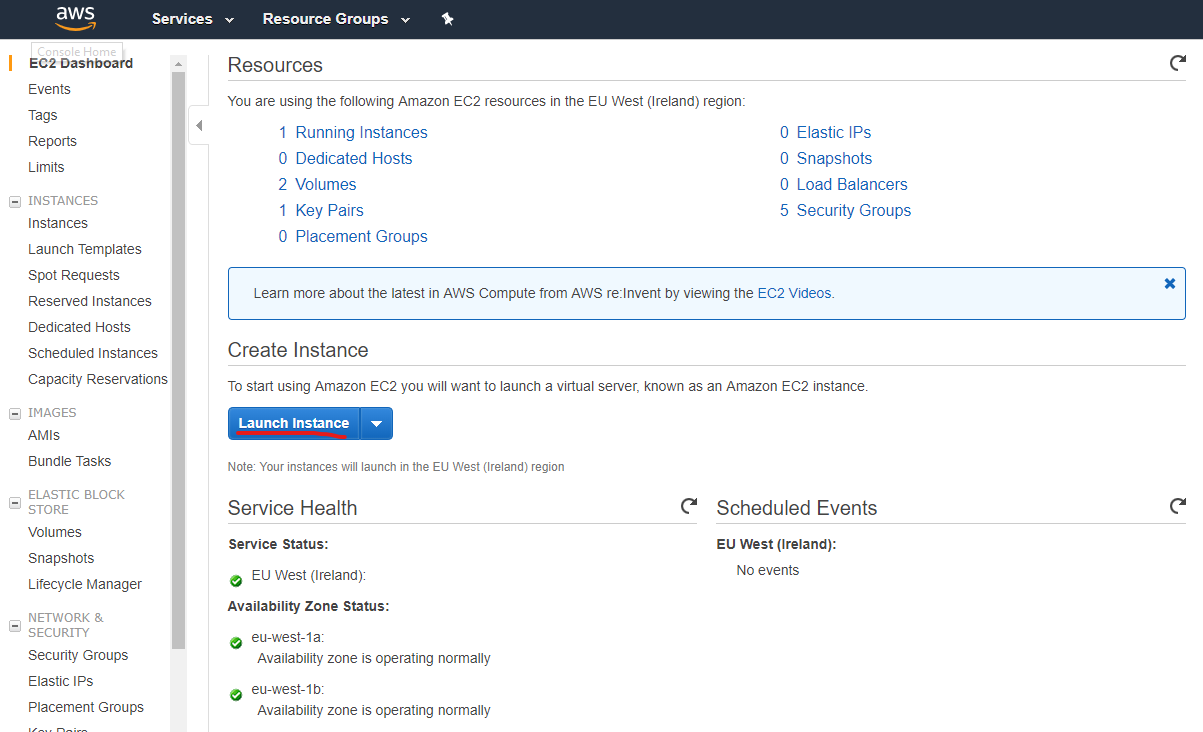 aws
Services
Resource Groups
Console Home
EC2 Dashboard
Events
Tags
Reports
Limits
INSTANCES
Instances
Launch Templates
Spot Requests
Reserved Instances
Dedicated Hosts
Scheduled Instances
Capacity Reservations
IMAGES
AMIs
Bundle Tasks
ELASTIC BLOCK
STORE
Volumes
Snapshots
Lifecycle Manager
NETWORK &
SECURITY
Security Groups
Elastic IPs
Placement Groups
Key Pairs
Resources
You are using the following Amazon EC2 resources in the EU West (Ireland) region:
1 Running Instances
0 Dedicated Hosts
2 Volumes
1 Key Pairs
0 Placement Groups
0 Elastic IPs
0 Snapshots
0 Load Balancers
5 Security Groups
Learn more about the latest in AWS Compute from AWS re:Invent by viewing the EC2 Videos.
Create Instance
To start using Amazon EC2 you will want to launch a virtual server, known as an Amazon EC2 instance.
Launch Instance
Note: Your instances will launch in the EU West (Ireland) region
Service Health
Service Status:
EU West (Ireland):
Availability Zone Status:
eu-west-1a:
Availability zone is operating normally
eu-west-1b:
Availability zone is operating normally
Scheduled Events
EU West (Ireland):
No events